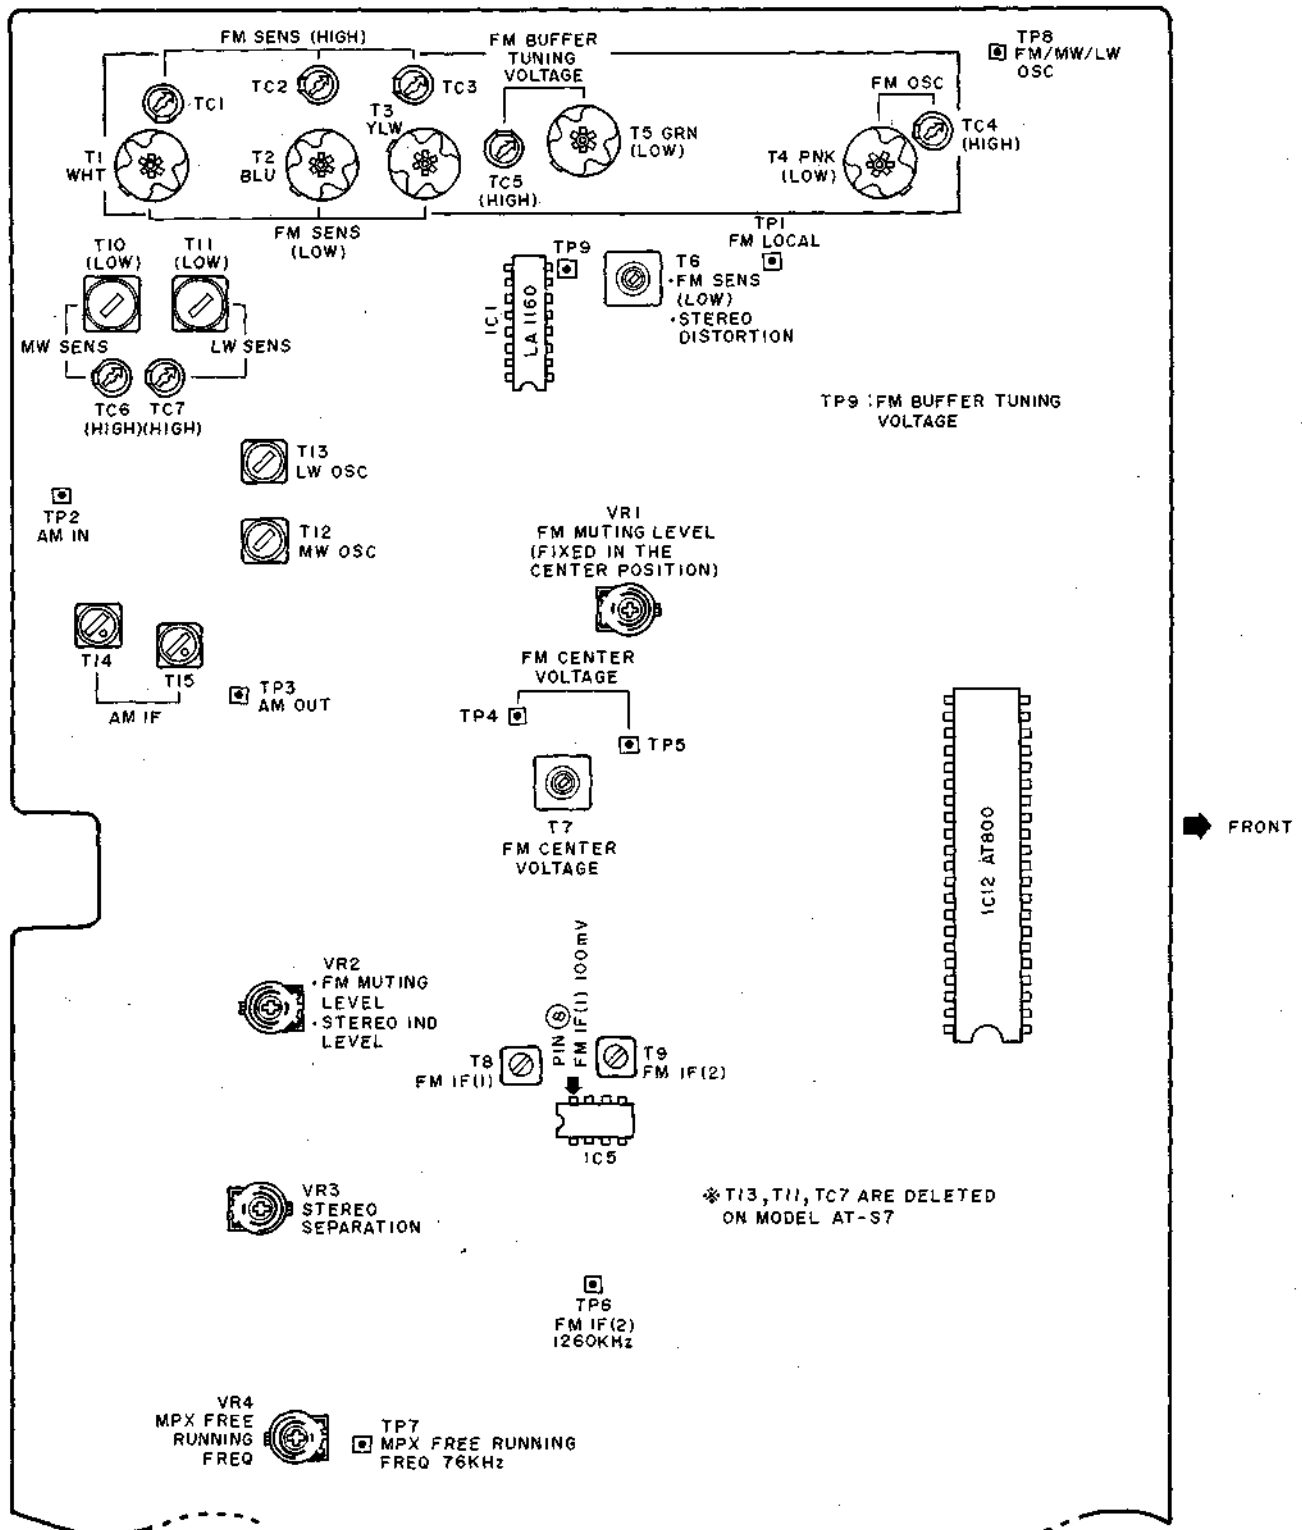 FM SENS (HIGH)
FM BUFFER
TUNING
VOLTAGE
TP8
FM/MW/LW
OSC
TC1
TC2
TC3
FM OSC
T3
YLW
T1
WHT
T2
BLU
TC5
(HIGH)
T5 GRN
(LOW)
T4 PNK
(LOW)
TC4
(HIGH)
FM SENS
(LOW)
T10
(LOW)
T11
(LOW)
TP9
T6
•FM SENS
(LOW)
•STEREO
DISTORTION
TP1
FM LOCAL
IC1
LA1160
MW SENS
LW SENS
TC6
(HIGH)
TC7
(HIGH)
TP9 : FM BUFFER TUNING
VOLTAGE
T13
LW OSC
TP2
AM IN
T12
MW OSC
VR1
FM MUTING LEVEL
(FIXED IN THE
CENTER POSITION)
T14
T15
AM IF
TP3
AM OUT
FM CENTER
VOLTAGE
TP4
TP5
T7
FM CENTER
VOLTAGE
IC12 AT800
FRONT
VR2
•FM MUTING
LEVEL
•STEREO IND
LEVEL
PIN ⑧
FM IF(1) 100mV
T8
FM IF(1)
T9
FM IF(2)
IC5
VR3
STEREO
SEPARATION
※T13,T11,TC7 ARE DELETED
ON MODEL AT-S7
TP6
FM IF(2)
1260KHz
VR4
MPX FREE
RUNNING
FREQ
TP7
MPX FREE RUNNING
FREQ 76KHz